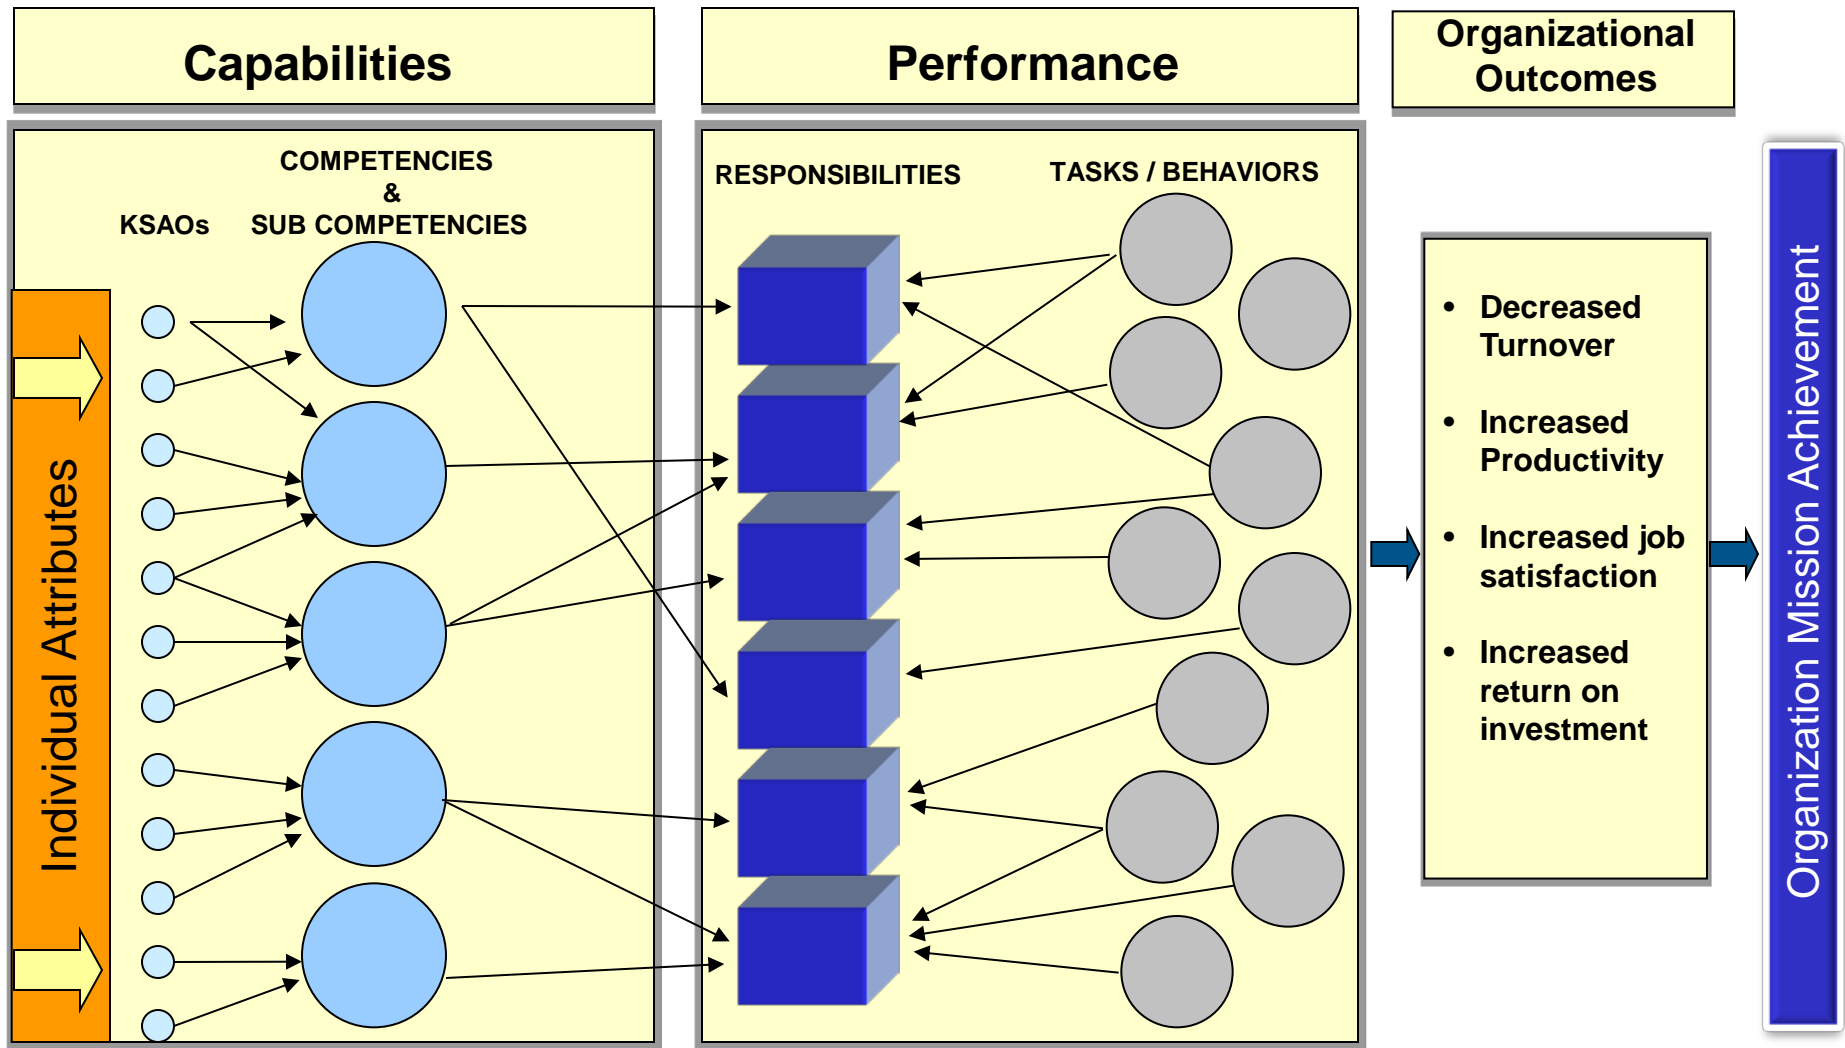 Capabilities
Performance
Organizational
Outcomes
COMPETENCIES
&
SUB COMPETENCIES
KSAOs
RESPONSIBILITIES
TASKS / BEHAVIORS
Individual Attributes
• Decreased
Turnover
• Increased
Productivity
• Increased job
satisfaction
• Increased
return on
investment
Organization Mission Achievement